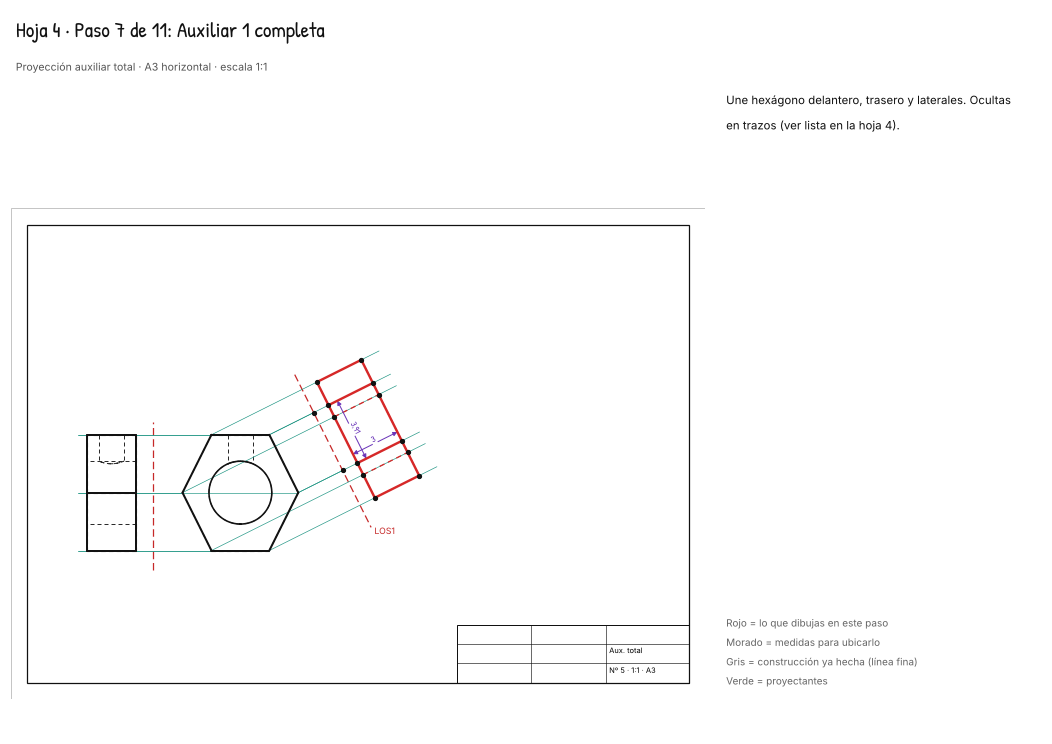 Hoja 4 · Paso 7 de 11: Auxiliar 1 completa
Proyección auxiliar total · A3 horizontal · escala 1:1
Une hexágono delantero, trasero y laterales. Ocultas
en trazos (ver lista en la hoja 4).
3.91
3
LOS1
Aux. total
Nº 5 · 1:1 · A3
Rojo = lo que dibujas en este paso
Morado = medidas para ubicarlo
Gris = construcción ya hecha (línea fina)
Verde = proyectantes